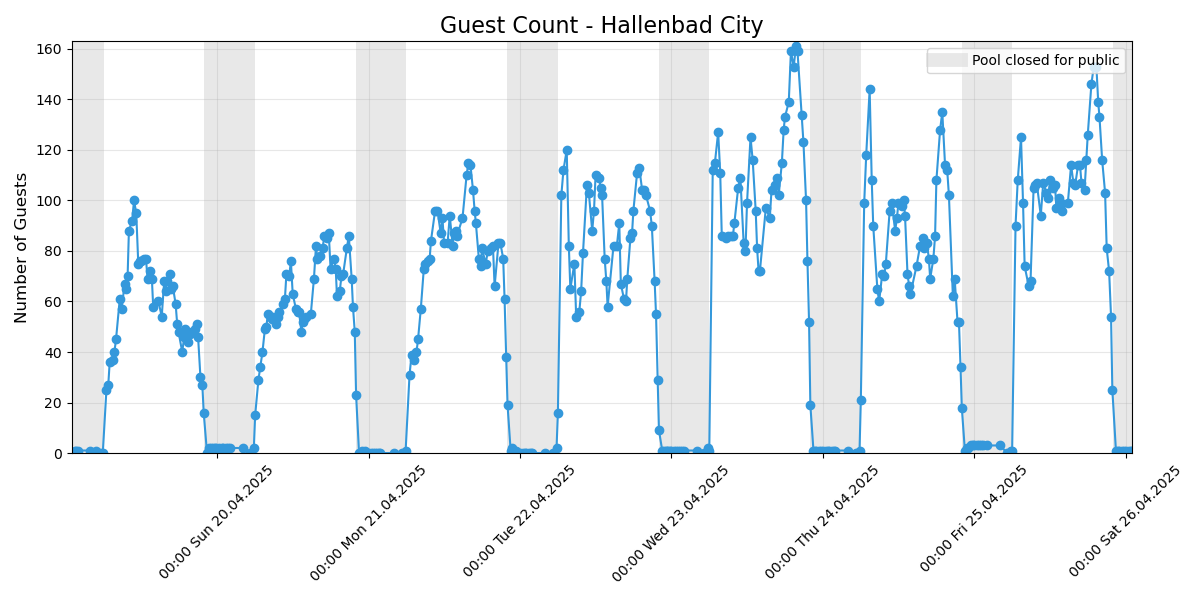 Guest Count - Hallenbad City
Pool closed for public
Number of Guests
160
140
120
100
80
60
40
20
0
00:00 Sun 20.04.2025
00:00 Mon 21.04.2025
00:00 Tue 22.04.2025
00:00 Wed 23.04.2025
00:00 Thu 24.04.2025
00:00 Fri 25.04.2025
00:00 Sat 26.04.2025